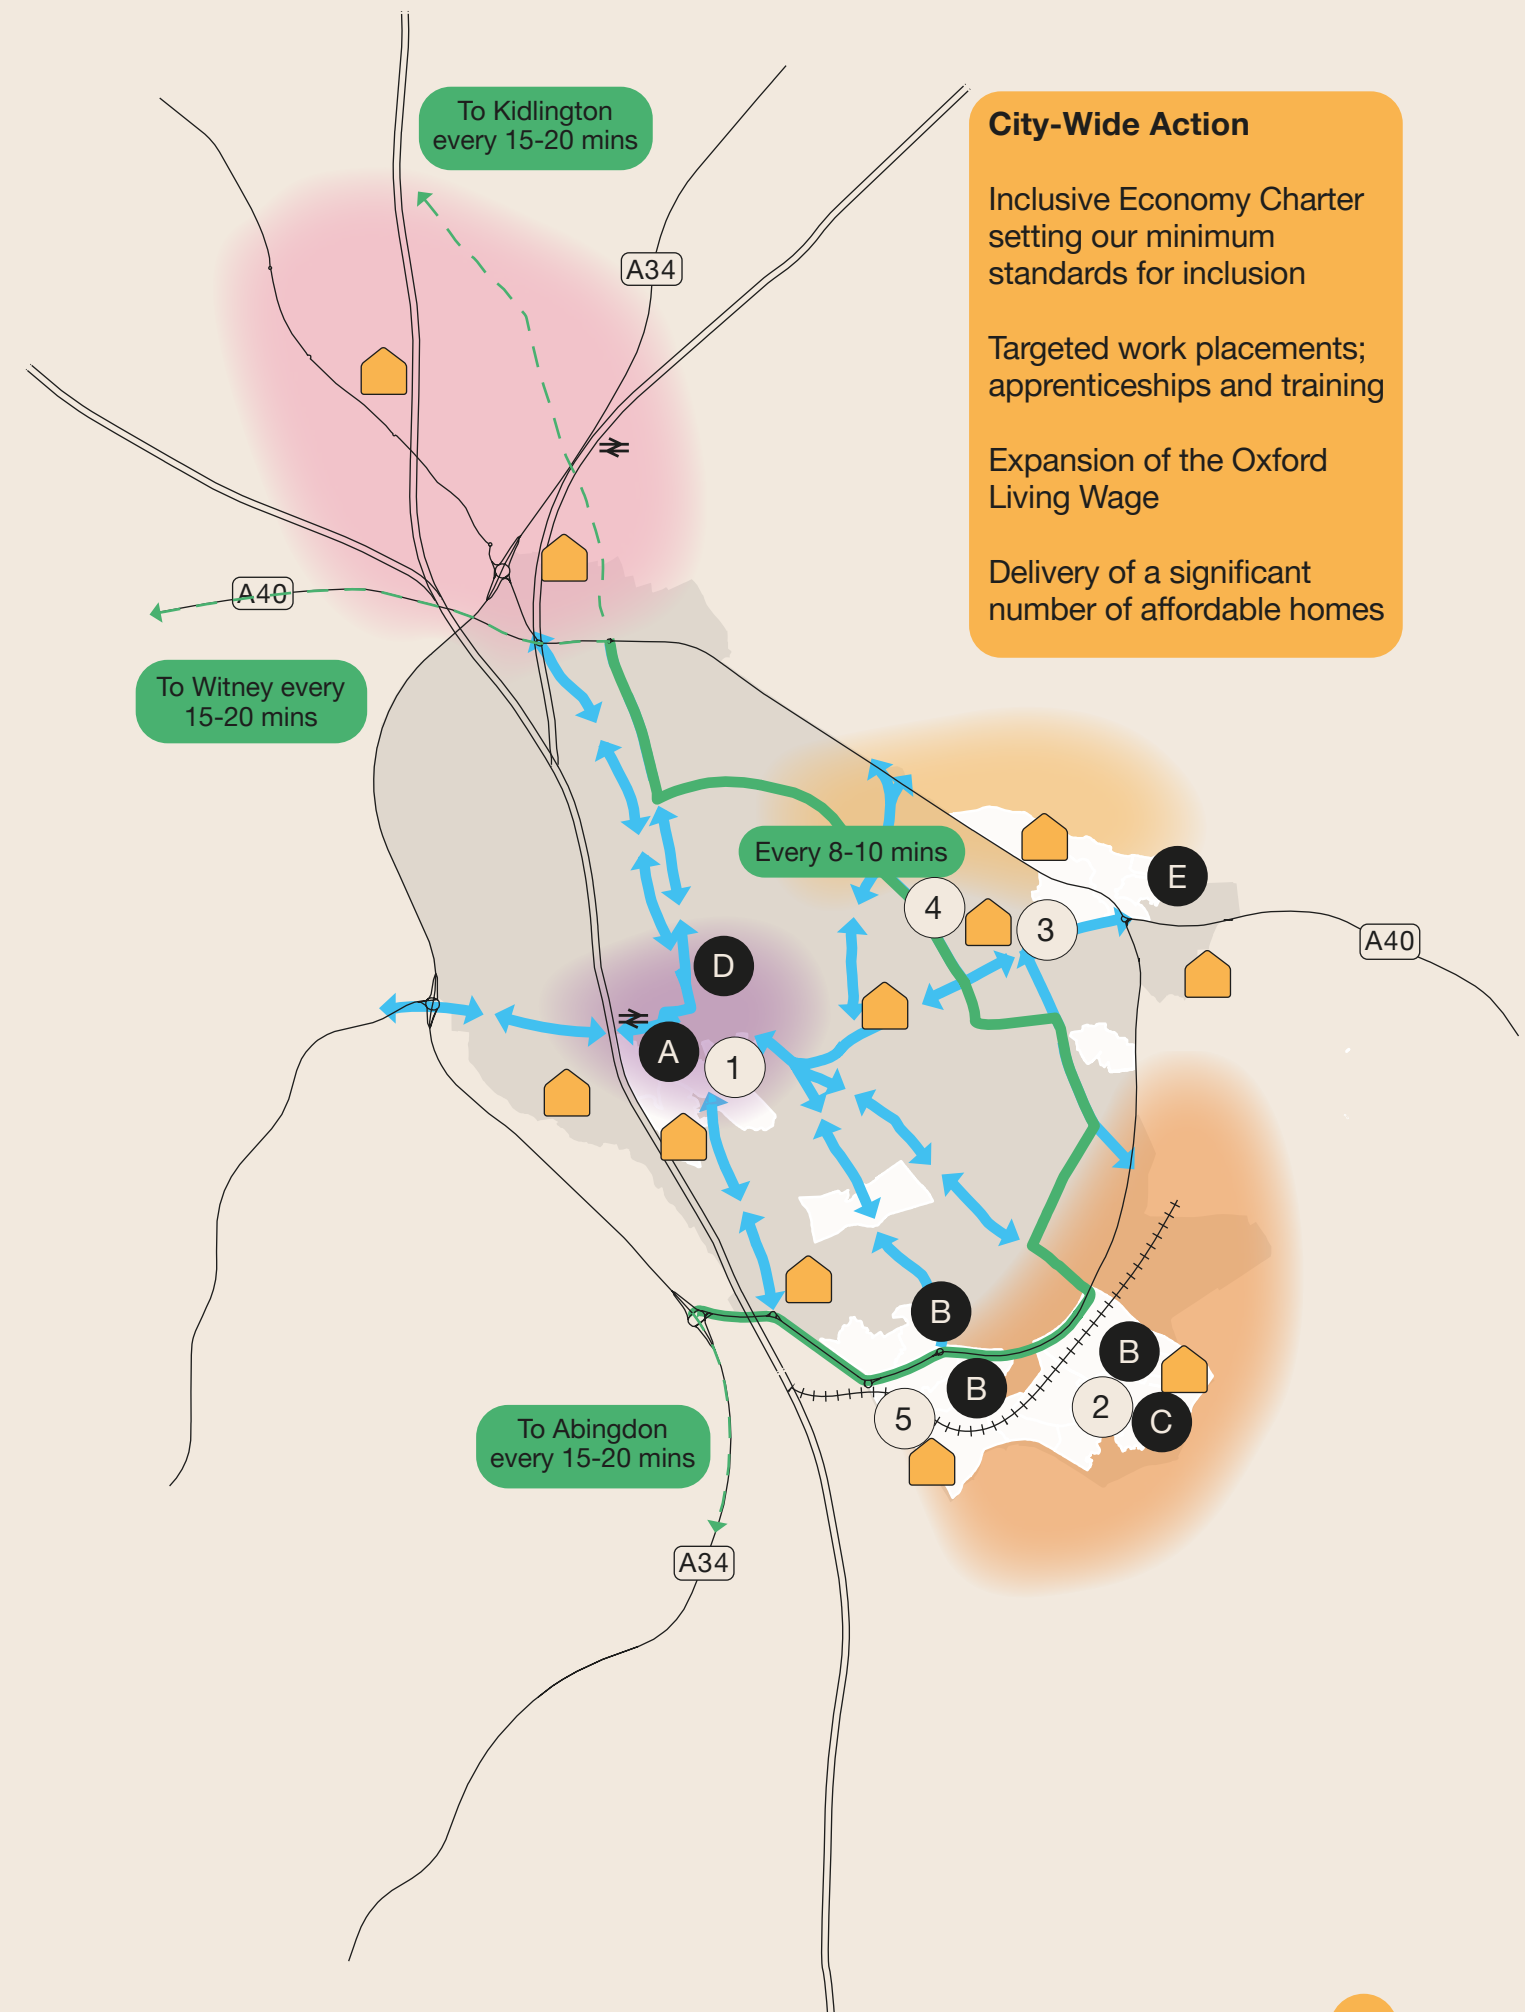 To Kidlington
every 15-20 mins
City-Wide Action
Inclusive Economy Charter
setting our minimum
standards for inclusion
Targeted work placements;
apprenticeships and training
Expansion of the Oxford
Living Wage
Delivery of a significant
number of affordable homes
A34
A40
To Witney every
15-20 mins
Every 8-10 mins
E
4
3
A40
D
A
1
B
B
B
2
C
5
To Abingdon
every 15-20 mins
A34